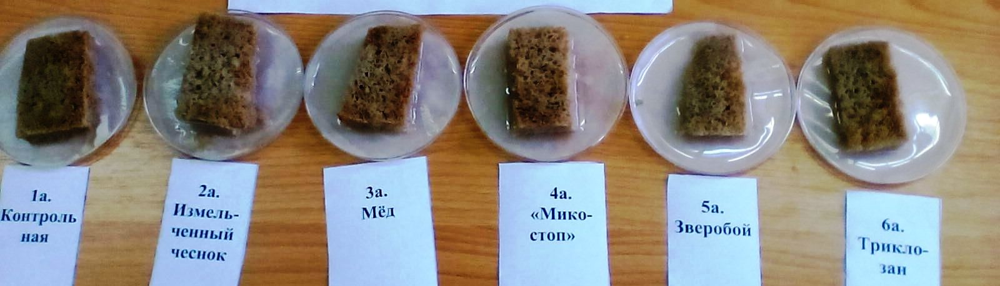 1а.
Контроль
ная
2а.
Измель-
ченный
чеснок
3а.
Мёд
4а.
«Мико-
стоп»
5а.
Зверобой
6а.
Трикло-
зан